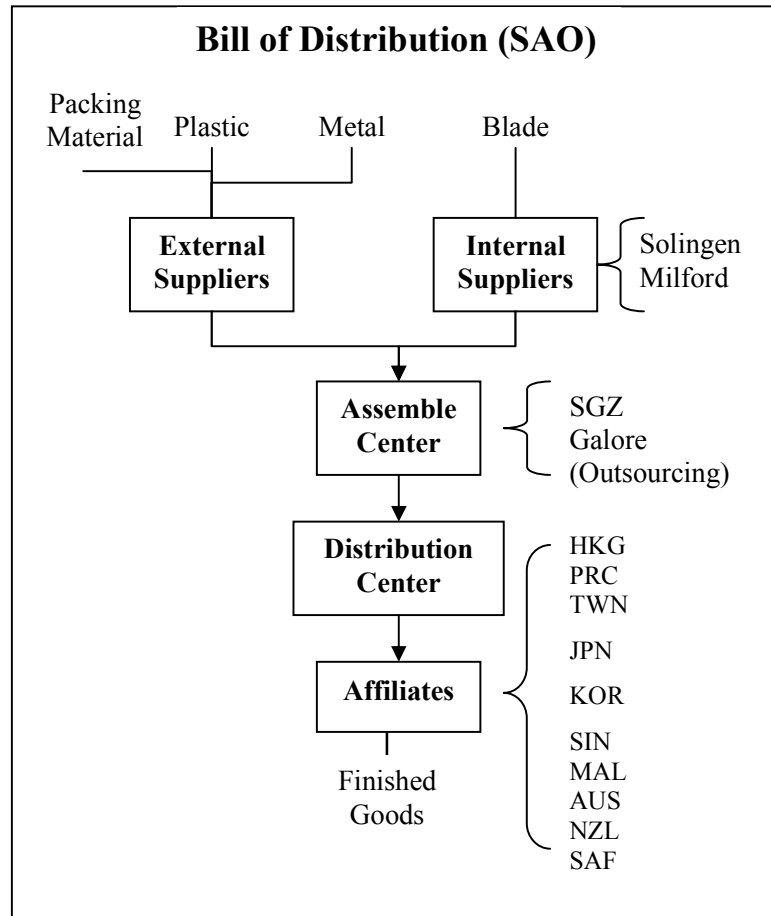 Bill of Distribution (SAO)
Packing
Material
Plastic
Metal
Blade
External
Suppliers
Internal
Suppliers
Solingen
Milford
Assemble
Center
SGZ
Galore
(Outsourcing)
Distribution
Center
HKG
PRC
TWN
JPN
Affiliates
KOR
SIN
MAL
AUS
NZL
SAF
Finished
Goods